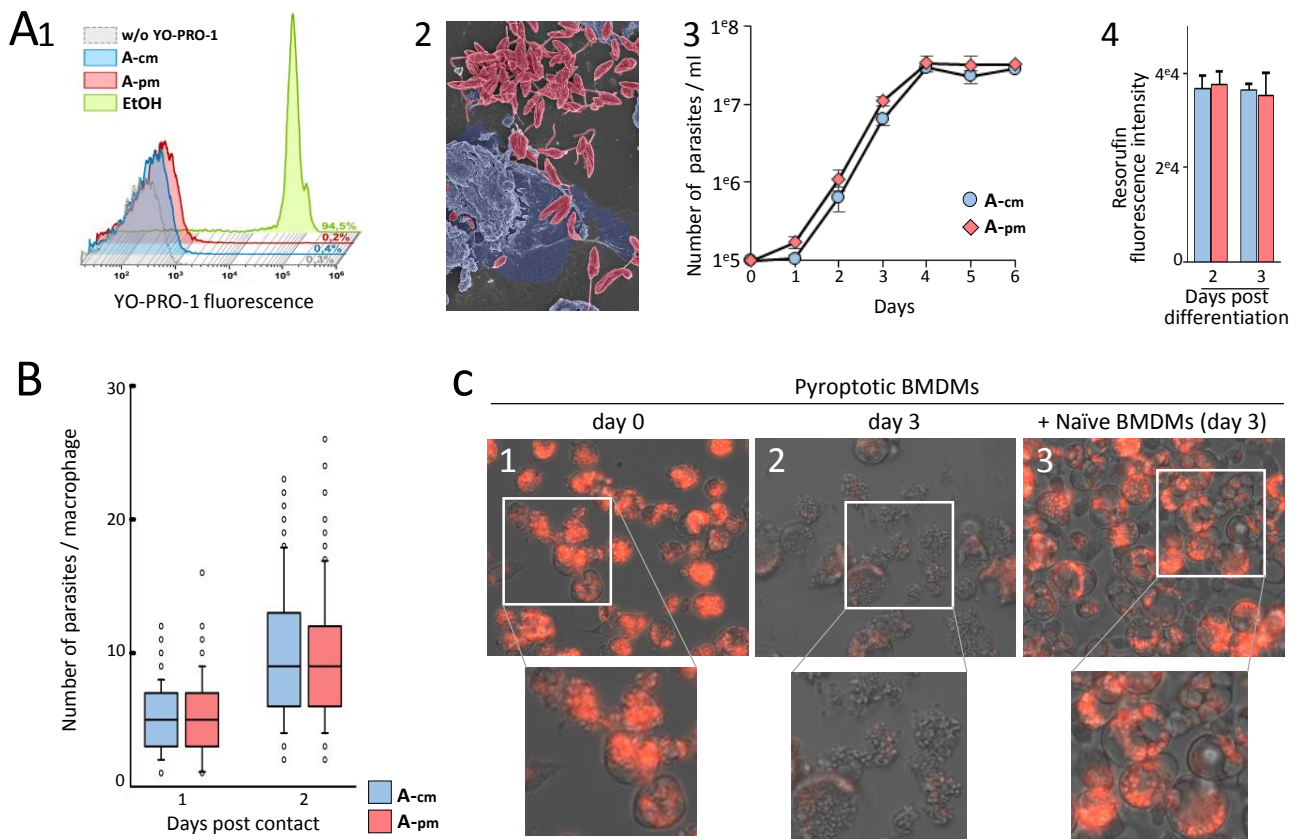 A1
w/o YO-PRO-1
A-cm
A-pm
EtOH
94,5%
0,2%
0,4%
0,3%
10² 10³ 10⁴ 10⁵ 10⁶
YO-PRO-1 fluorescence
2
3
1e8
1e7
1e6
1e5
Number of parasites / ml
A-cm
A-pm
0 1 2 3 4 5 6
Days
4
4e4
2e4
0
Resorufin
fluorescence intensity
2 3
Days post
differentiation
B
30
20
10
0
Number of parasites / macrophage
1 2
Days post contact
A-cm
A-pm
C
Pyroptotic BMDMs
day 0 day 3 + Naïve BMDMs (day 3)
1 2 3